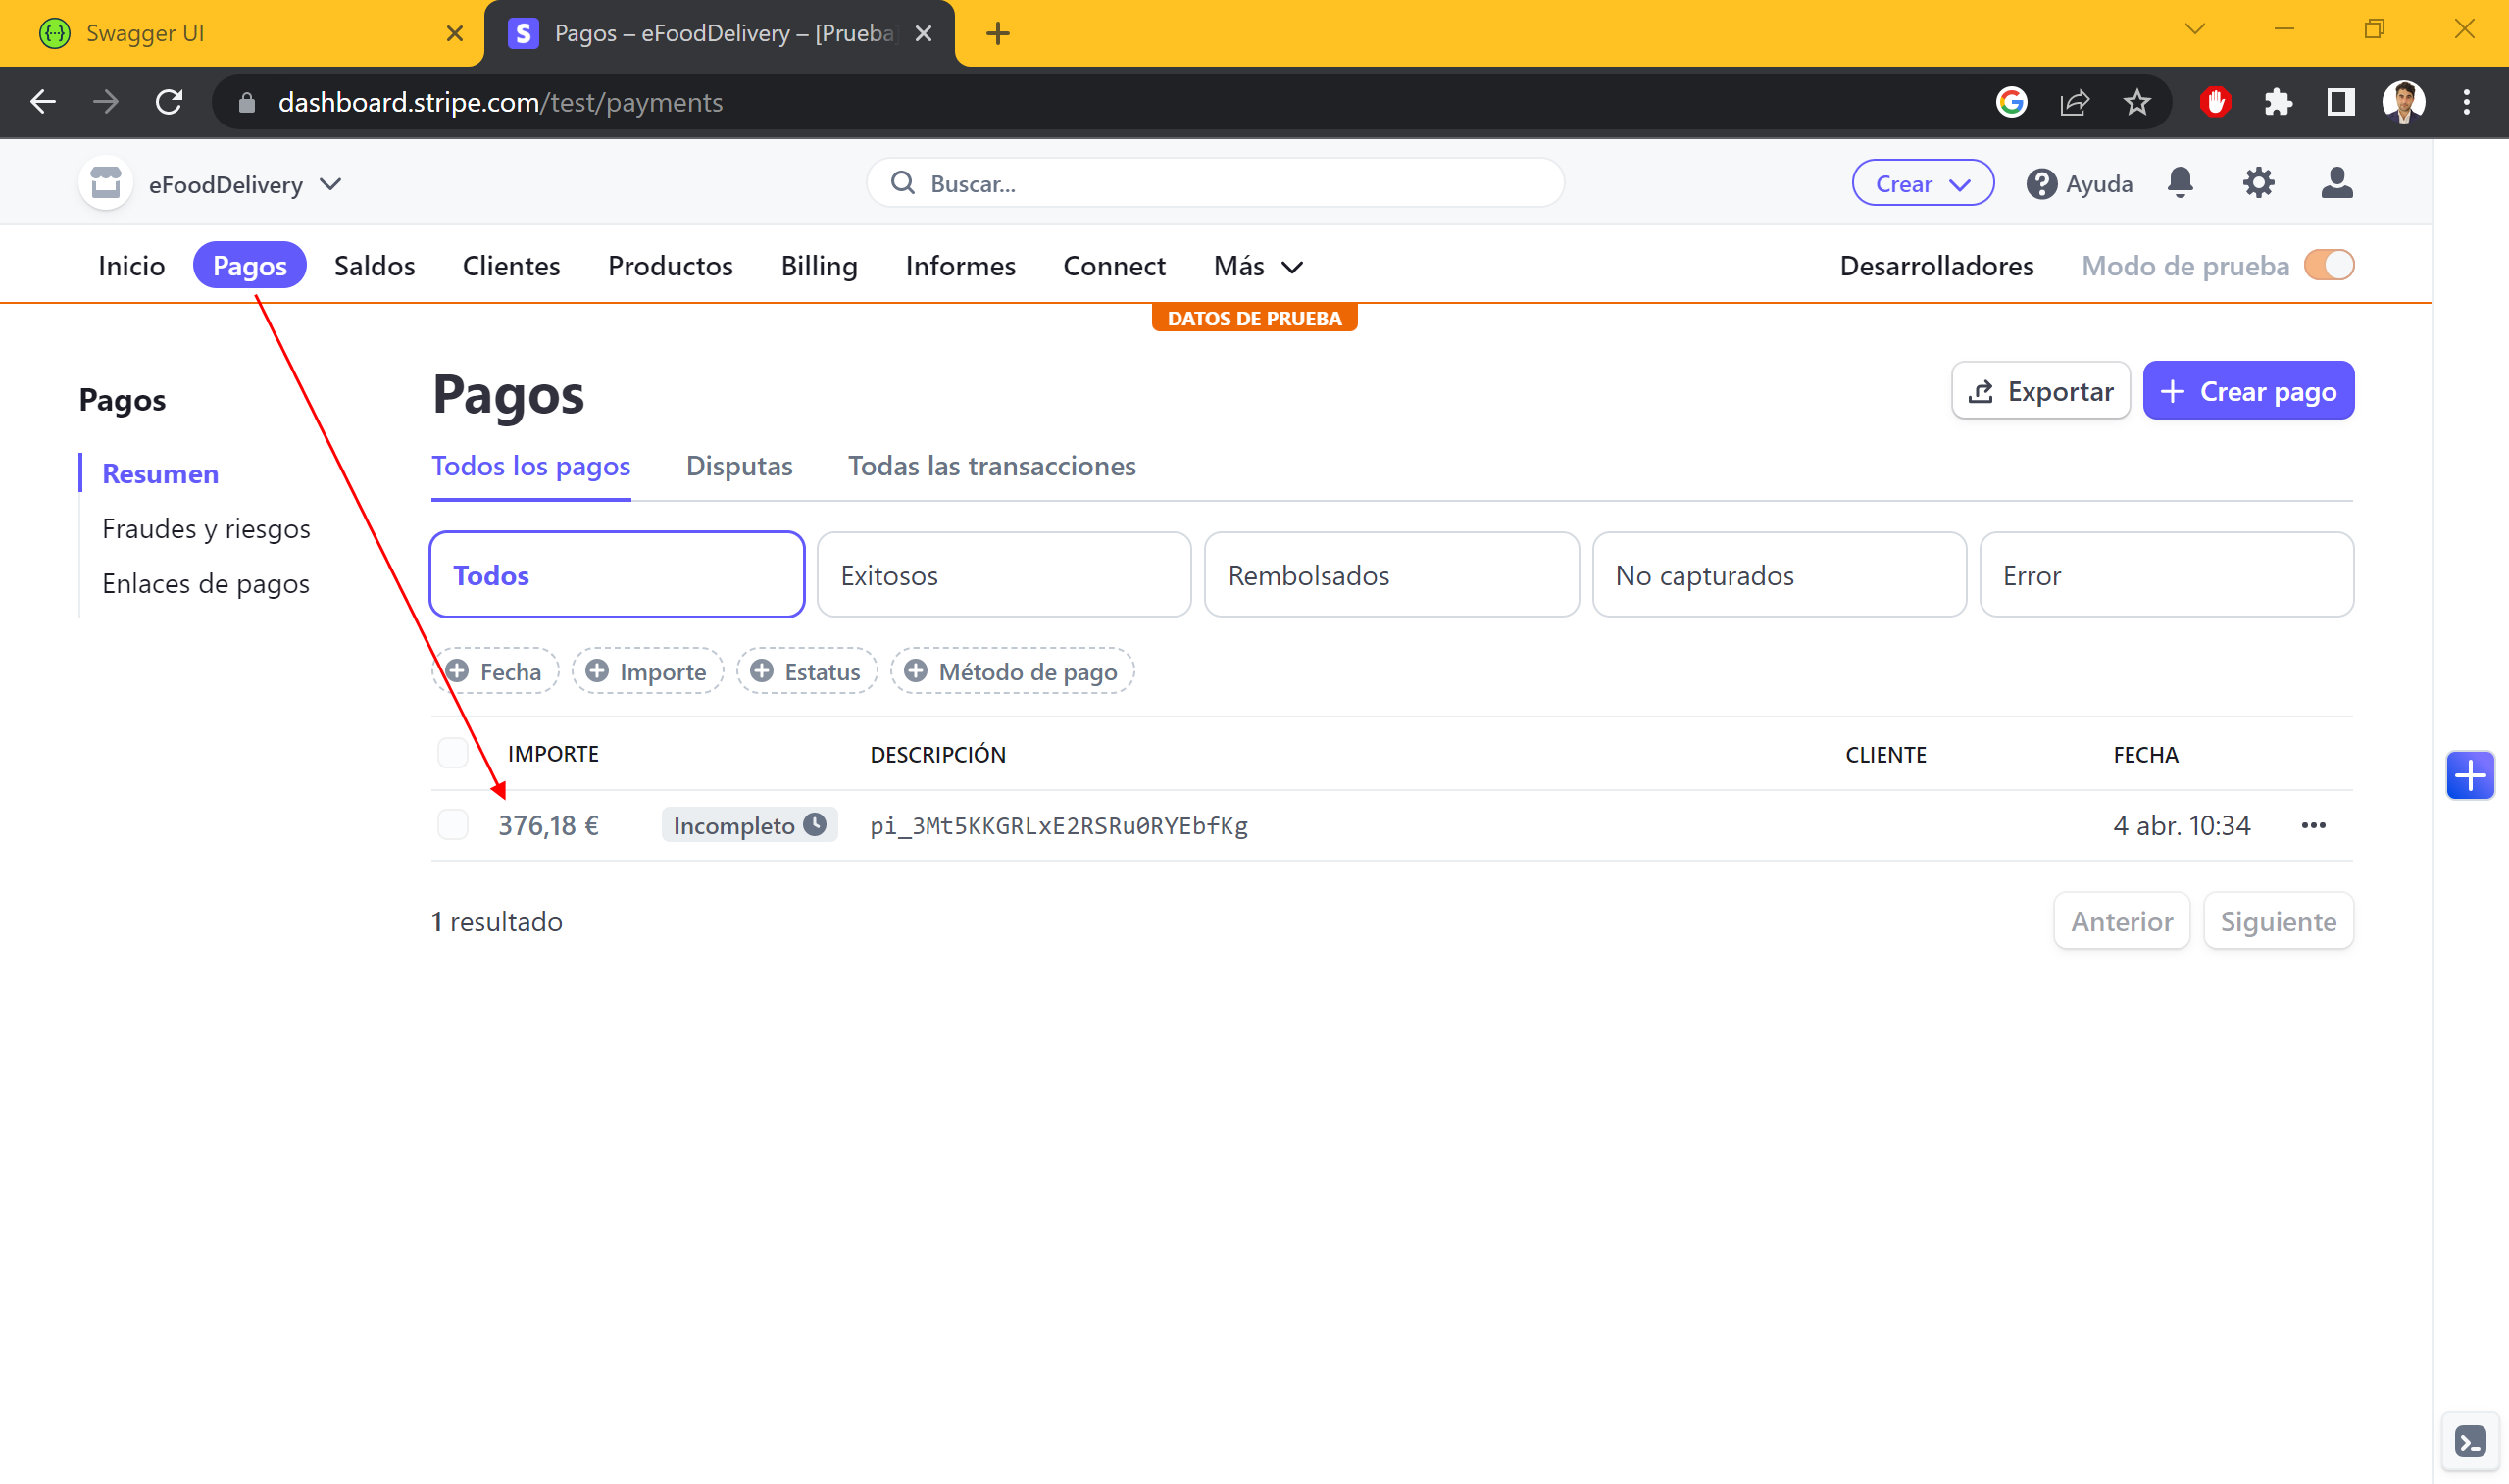 Swagger UI
Pagos – eFoodDelivery – [Prueba]
dashboard.stripe.com/test/payments
eFoodDelivery
Buscar...
Crear
Ayuda
Inicio Pagos Saldos Clientes Productos Billing Informes Connect Más Desarrolladores Modo de prueba
DATOS DE PRUEBA
Pagos
Resumen
Fraudes y riesgos
Enlaces de pagos
Pagos
Exportar
Crear pago
Todos los pagos Disputas Todas las transacciones
Todos Exitosos Rembolsados No capturados Error
Fecha Importe Estatus Método de pago
IMPORTE DESCRIPCIÓN CLIENTE FECHA
376,18 € Incompleto pi_3Mt5KKGRLxE2RSRu0RYEbfKg 4 abr. 10:34
1 resultado
Anterior Siguiente